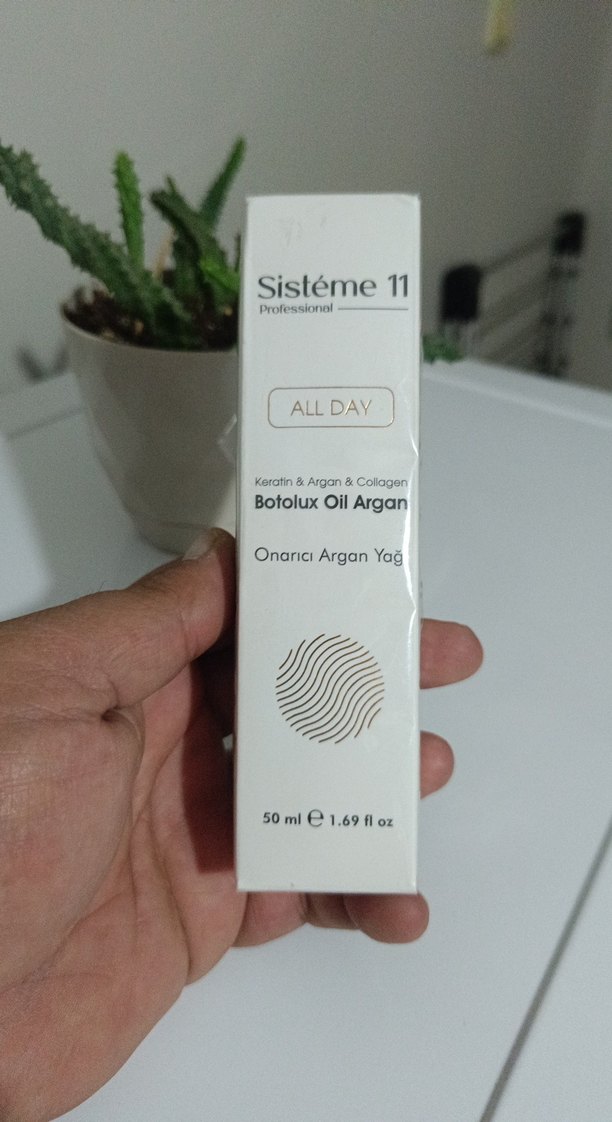 Sistéme 11
Professional
ALL DAY
Keratin & Argan & Collagen
Botolux Oil Argan
Onarıcı Argan Yağ
50 ml ℮ 1.69 fl oz